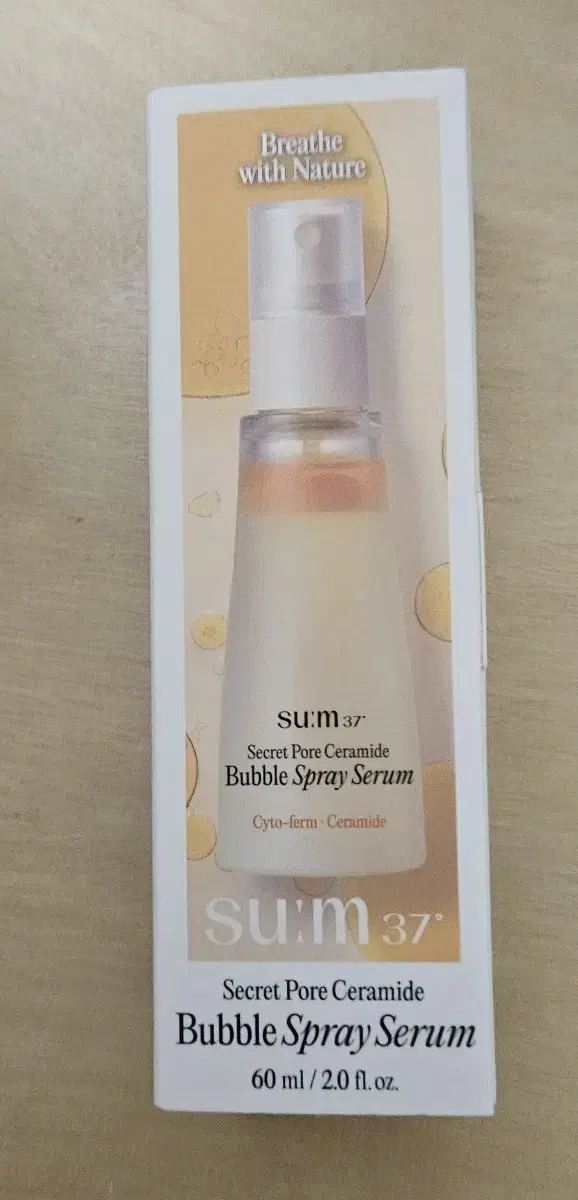 Breathe
with Nature
su:m 37°
Secret Pore Ceramide
Bubble Spray Serum
Cyto-ferm · Ceramide
su:m 37°
Secret Pore Ceramide
Bubble Spray Serum
60 ml / 2.0 fl. oz.